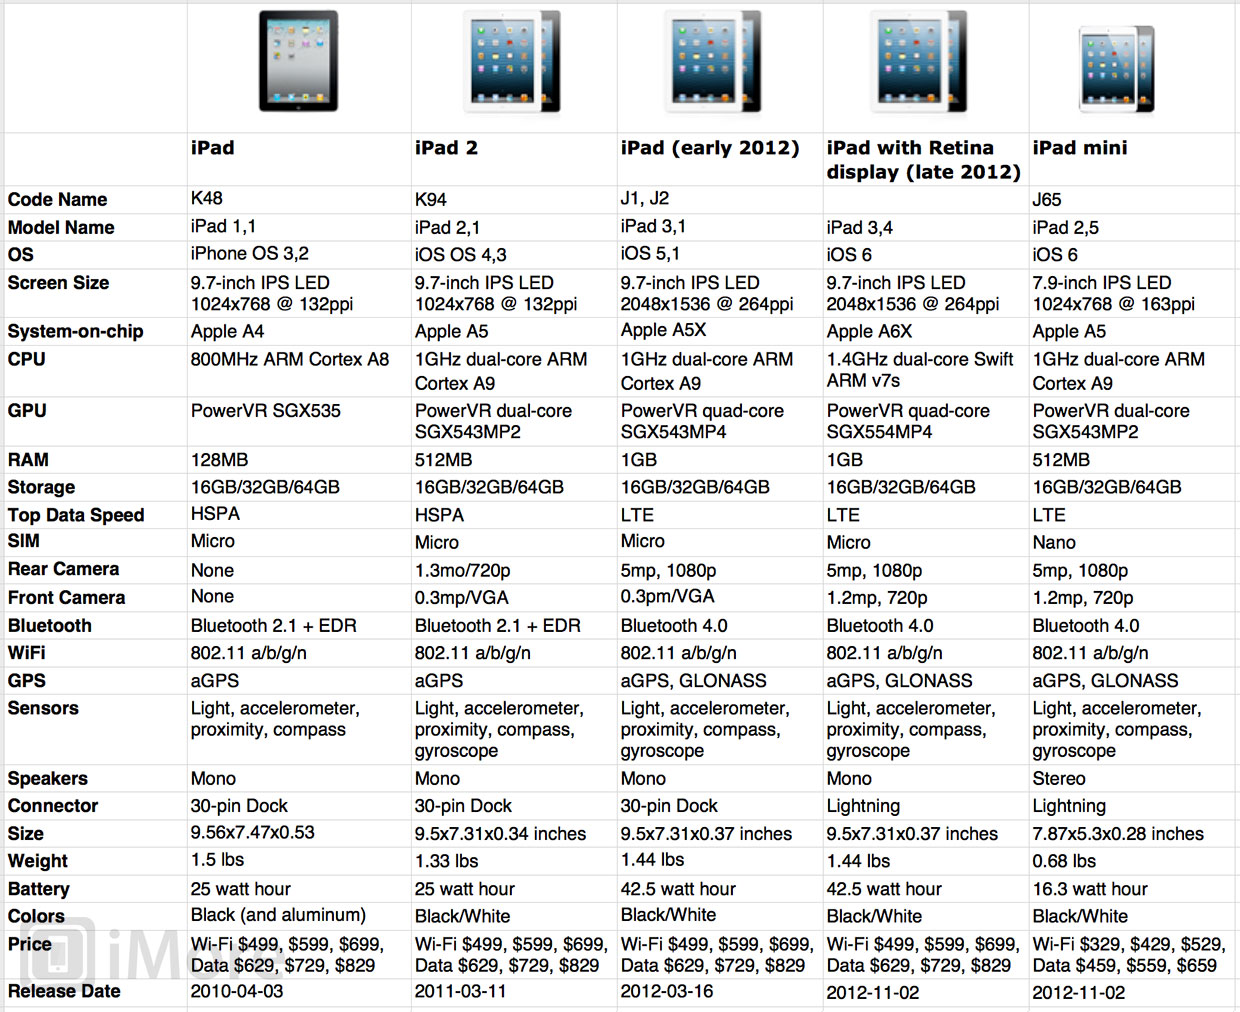 iPad iPad 2 iPad (early 2012) iPad with Retina display (late 2012) iPad mini
Code Name K48 K94 J1, J2 J65
Model Name iPad 1,1 iPad 2,1 iPad 3,1 iPad 3,4 iPad 2,5
OS iPhone OS 3,2 iOS OS 4,3 iOS 5,1 iOS 6 iOS 6
Screen Size 9.7-inch IPS LED 9.7-inch IPS LED 9.7-inch IPS LED 9.7-inch IPS LED 7.9-inch IPS LED
1024x768 @ 132ppi 1024x768 @ 132ppi 2048x1536 @ 264ppi 2048x1536 @ 264ppi 1024x768 @ 163ppi
System-on-chip Apple A4 Apple A5 Apple A5X Apple A6X Apple A5
CPU 800MHz ARM Cortex A8 1GHz dual-core ARM 1GHz dual-core ARM 1.4GHz dual-core Swift 1GHz dual-core ARM
Cortex A9 Cortex A9 ARM v7s Cortex A9
GPU PowerVR SGX535 PowerVR dual-core PowerVR quad-core PowerVR quad-core PowerVR dual-core
SGX543MP2 SGX543MP4 SGX554MP4 SGX543MP2
RAM 128MB 512MB 1GB 1GB 512MB
Storage 16GB/32GB/64GB 16GB/32GB/64GB 16GB/32GB/64GB 16GB/32GB/64GB 16GB/32GB/64GB
Top Data Speed HSPA HSPA LTE LTE LTE
SIM Micro Micro Micro Micro Nano
Rear Camera None 1.3mo/720p 5mp, 1080p 5mp, 1080p 5mp, 1080p
Front Camera None 0.3mp/VGA 0.3pm/VGA 1.2mp, 720p 1.2mp, 720p
Bluetooth Bluetooth 2.1 + EDR Bluetooth 2.1 + EDR Bluetooth 4.0 Bluetooth 4.0 Bluetooth 4.0
WiFi 802.11 a/b/g/n 802.11 a/b/g/n 802.11 a/b/g/n 802.11 a/b/g/n 802.11 a/b/g/n
GPS aGPS aGPS aGPS, GLONASS aGPS, GLONASS aGPS, GLONASS
Sensors Light, accelerometer, Light, accelerometer, Light, accelerometer, Light, accelerometer, Light, accelerometer,
proximity, compass proximity, compass, proximity, compass, proximity, compass, proximity, compass,
gyroscope gyroscope gyroscope gyroscope
Speakers Mono Mono Mono Mono Stereo
Connector 30-pin Dock 30-pin Dock 30-pin Dock Lightning Lightning
Size 9.56x7.47x0.53 9.5x7.31x0.34 inches 9.5x7.31x0.37 inches 9.5x7.31x0.37 inches 7.87x5.3x0.28 inches
Weight 1.5 lbs 1.33 lbs 1.44 lbs 1.44 lbs 0.68 lbs
Battery 25 watt hour 25 watt hour 42.5 watt hour 42.5 watt hour 16.3 watt hour
Colors Black (and aluminum) Black/White Black/White Black/White Black/White
Price Wi-Fi $499, $599, $699, Wi-Fi $499, $599, $699, Wi-Fi $499, $599, $699, Wi-Fi $499, $599, $699, Wi-Fi $329, $429, $529,
Data $629, $729, $829 Data $629, $729, $829 Data $629, $729, $829 Data $629, $729, $829 Data $459, $559, $659
iMore
Release Date 2010-04-03 2011-03-11 2012-03-16 2012-11-02 2012-11-02